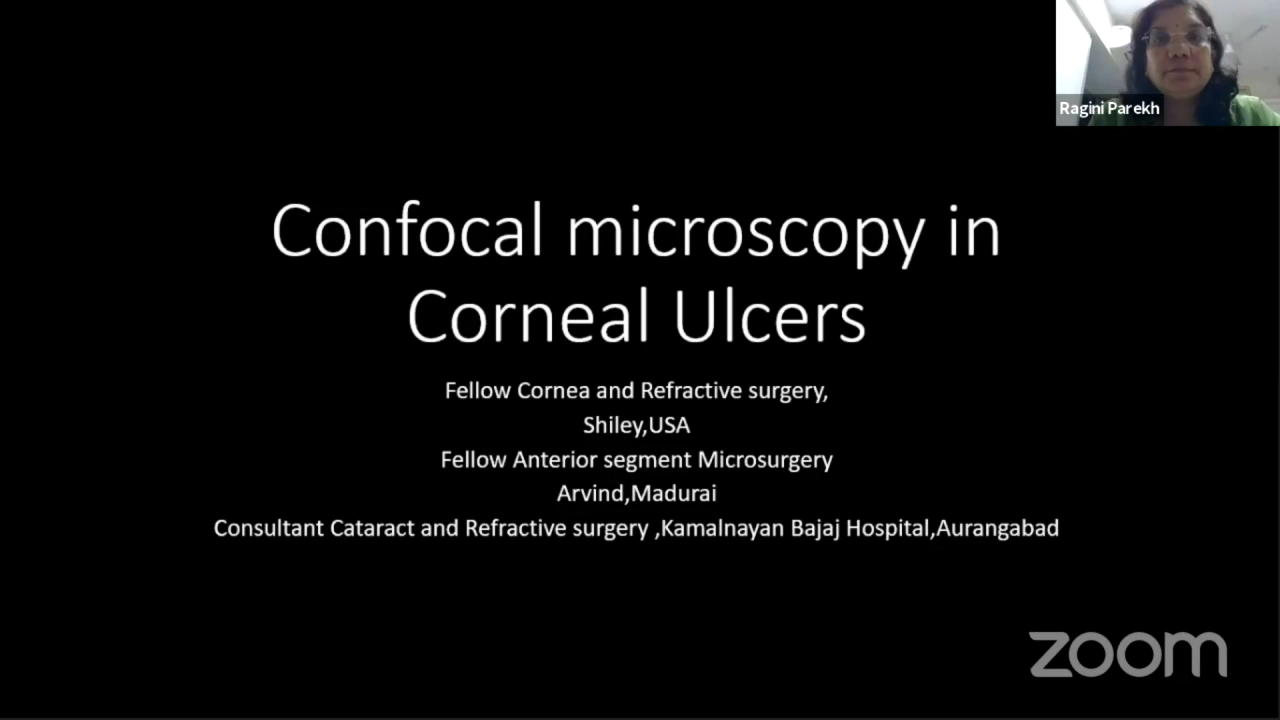 Ragini Parekh
Confocal microscopy in
Corneal Ulcers
Fellow Cornea and Refractive surgery,
Shiley,USA
Fellow Anterior segment Microsurgery
Arvind,Madurai
Consultant Cataract and Refractive surgery ,Kamalnayan Bajaj Hospital,Aurangabad
zoom